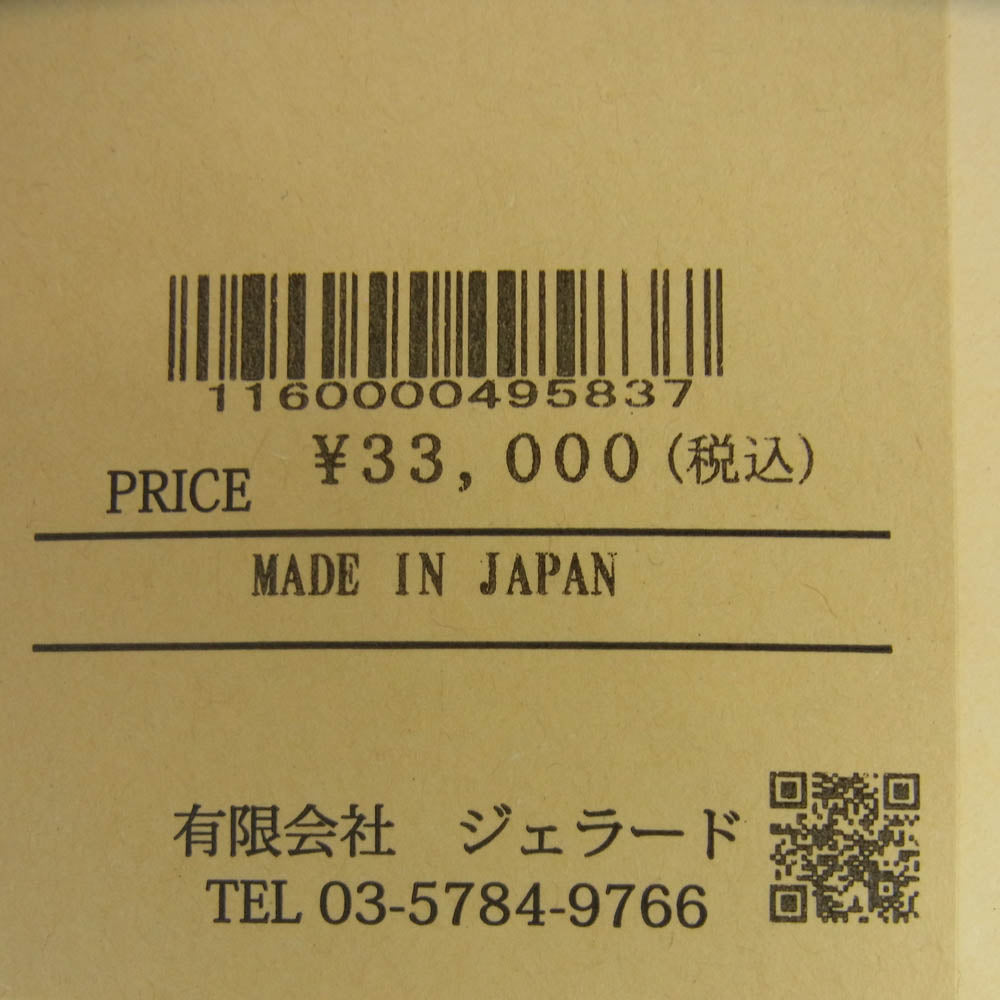 1160000495837
PRICE ¥33,000(税込)
MADE IN JAPAN
有限会社 ジェラード
TEL 03-5784-9766